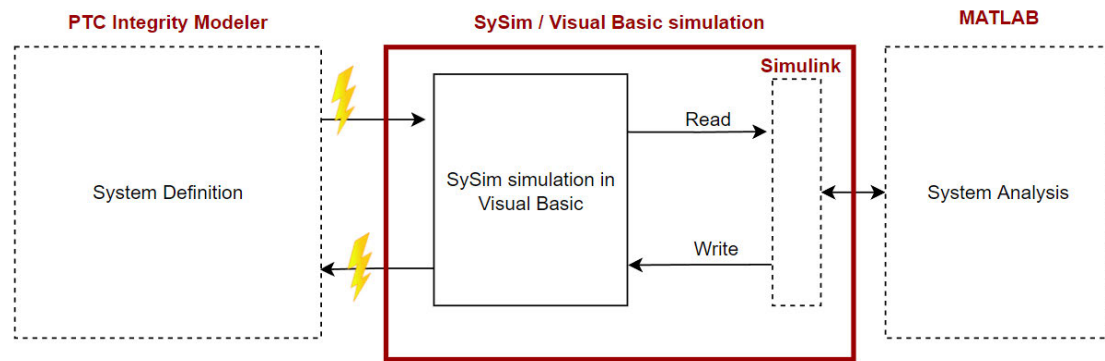 PTC Integrity Modeler
SySim / Visual Basic simulation
MATLAB
Simulink
Read
System Definition
SySim simulation in
Visual Basic
System Analysis
Write